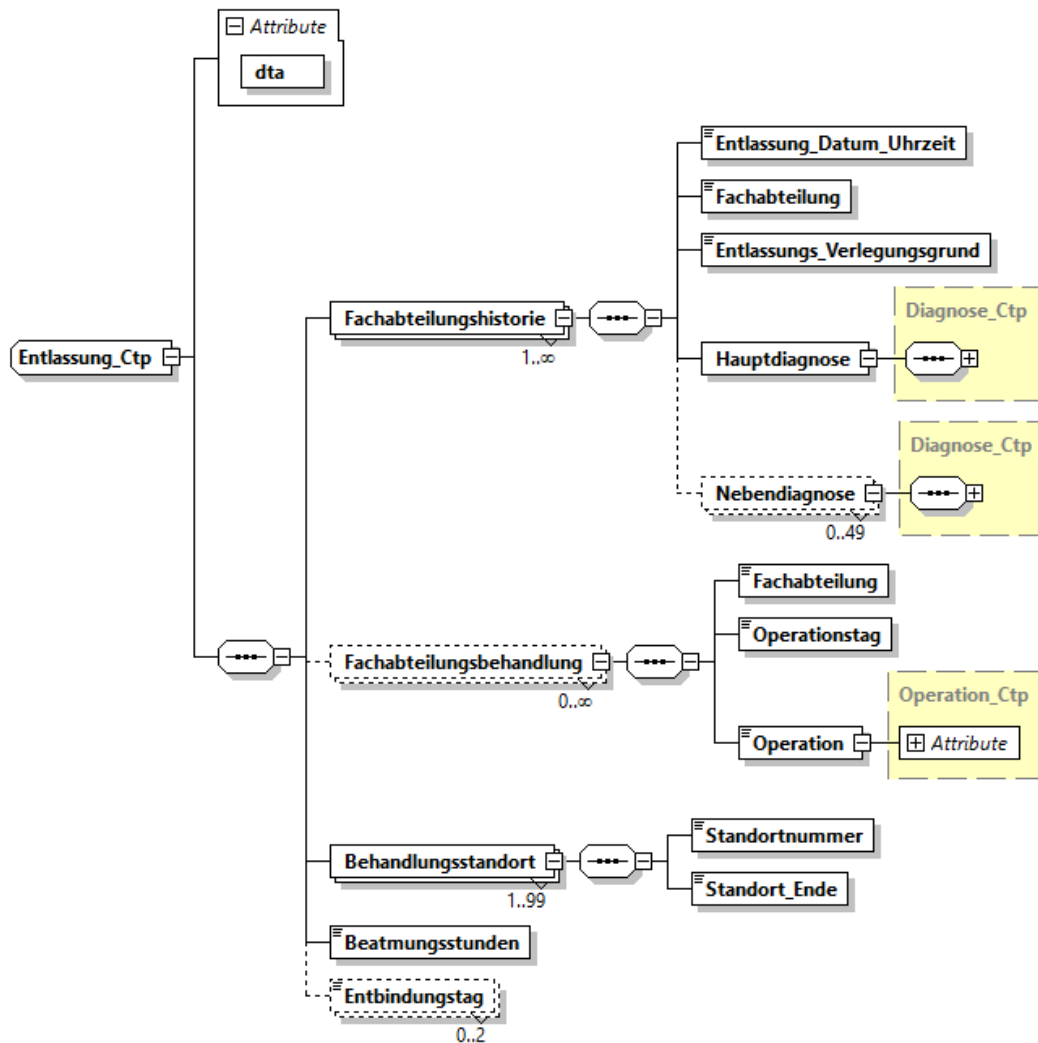 Attribute
dta
Entlassung_Datum_Uhrzeit
Fachabteilung
Entlassungs_Verlegungsgrund
Diagnose_Ctp
Fachabteilungshistorie
1..∞
Entlassung_Ctp
Hauptdiagnose
Diagnose_Ctp
Nebendiagnose
0..49
Fachabteilung
Operationstag
Fachabteilungsbehandlung
0..∞
Operation_Ctp
Operation
Attribute
Standortnummer
Behandlungsstandort
1..99
Standort_Ende
Beatmungsstunden
Entbindungstag
0..2